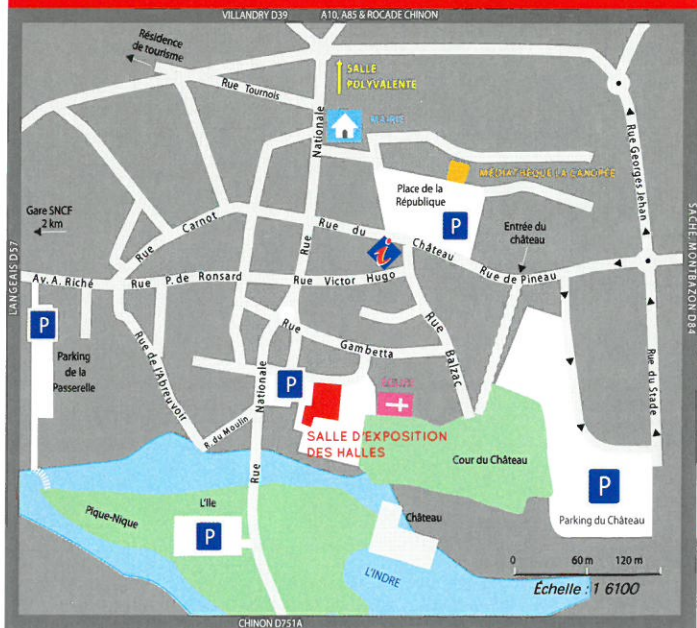 VILLANDRY D39
A10, A85 & ROCADE CHINON
Résidence
de tourisme
Rue Tournois
SALLE
POLYVALENTE
MAIRIE
Nationale
MÉDIATHÈQUE LA CANOPÉE
Place de la
République
P
Rue Georges Jehan
Gare SNCF
2 km
Rue Carnot
Rue du Château
Entrée du
château
i
Rue de Pineau
SACHÉ, MONTBAZON D84
LANGEAIS D57
Av. A. Riché
Rue P. de Ronsard
Rue
Rue Victor Hugo
Rue Balzac
P
Parking
de la
Passerelle
Rue de l'Abreuvoir
Rue Gambetta
Rue du Stade
P
Nationale
EGLISE
R. du Moulin
SALLE D'EXPOSITION
DES HALLES
Cour du Château
Rue
P
Parking du Château
L'Ile
Pique-Nique
P
Château
L'INDRE
0 60 m 120 m
Échelle : 1 6100
CHINON D751A